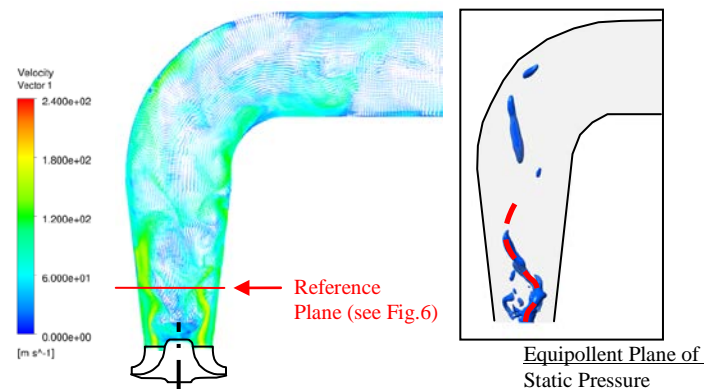 Velocity
Vector 1
2.400e+02
1.800e+02
1.200e+02
6.000e+01
0.000e+00
[m s^-1]
Reference
Plane (see Fig.6)
Equipollent Plane of
Static Pressure